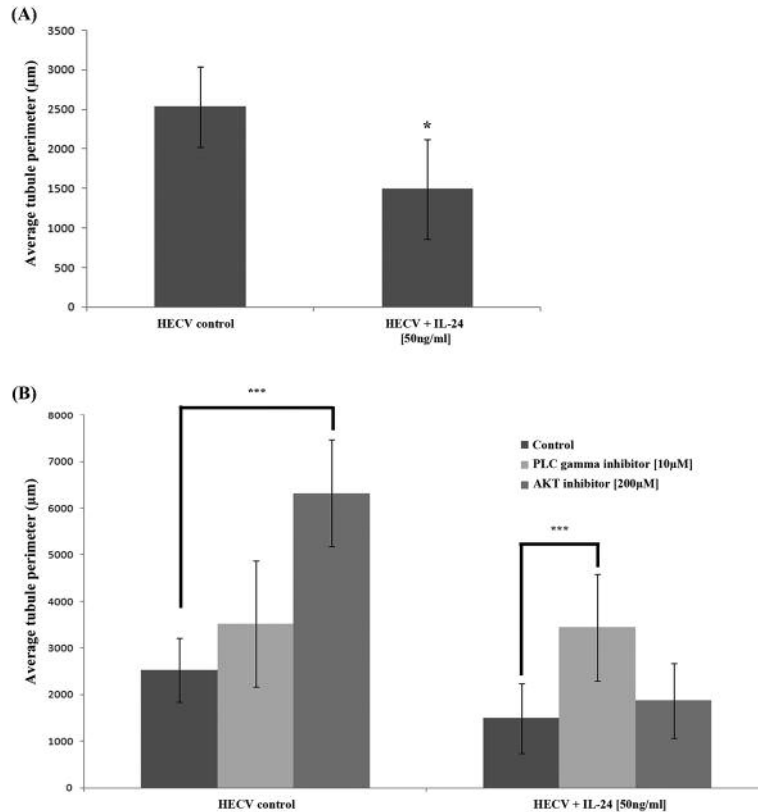 (A)
Average tubule perimeter (µm)
3500
3000
2500
2000
1500
1000
500
0
*
HECV control
HECV + IL-24
[50ng/ml]
(B)
Average tubule perimeter (µm)
8000
7000
6000
5000
4000
3000
2000
1000
0
***
***
Control
PLC gamma inhibitor [10µM]
AKT inhibitor [200µM]
HECV control
HECV + IL-24 [50ng/ml]